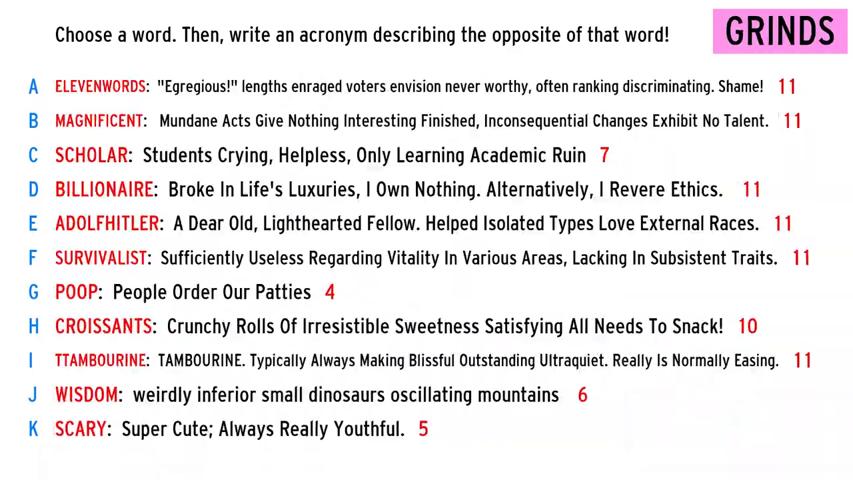 Choose a word. Then, write an acronym describing the opposite of that word!
GRINDS
A ELEVENWORDS: "Egregious!" lengths enraged voters envision never worthy, often ranking discriminating. Shame! 11
B MAGNIFICENT: Mundane Acts Give Nothing Interesting Finished, Inconsequential Changes Exhibit No Talent. 11
C SCHOLAR: Students Crying, Helpless, Only Learning Academic Ruin 7
D BILLIONAIRE: Broke In Life's Luxuries, I Own Nothing. Alternatively, I Revere Ethics. 11
E ADOLFHITLER: A Dear Old, Lighthearted Fellow. Helped Isolated Types Love External Races. 11
F SURVIVALIST: Sufficiently Useless Regarding Vitality In Various Areas, Lacking In Subsistent Traits. 11
G POOP: People Order Our Patties 4
H CROISSANTS: Crunchy Rolls Of Irresistible Sweetness Satisfying All Needs To Snack! 10
I TTAMBOURINE: TAMBOURINE. Typically Always Making Blissful Outstanding Ultraquiet. Really Is Normally Easing. 11
J WISDOM: weirdly inferior small dinosaurs oscillating mountains 6
K SCARY: Super Cute; Always Really Youthful. 5